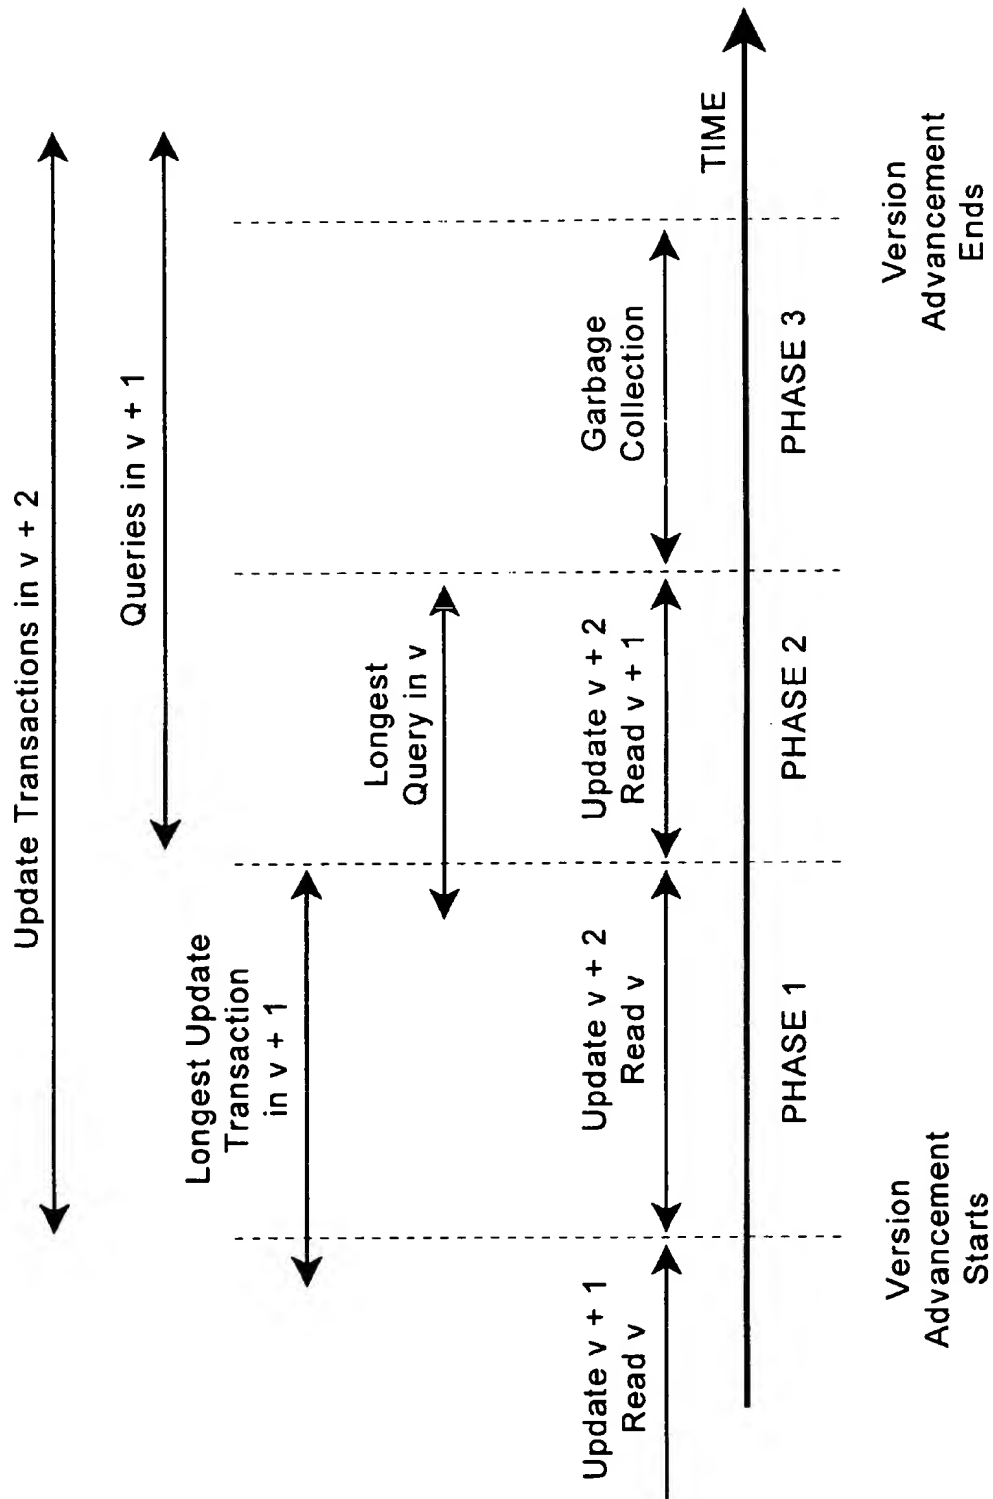 Update Transactions in v + 2
Queries in v + 1
Longest Update
Transaction
in v + 1
Longest
Query in v
Update v + 1
Read v
Update v + 2
Read v
Update v + 2
Read v + 1
Garbage
Collection
TIME
PHASE 1
PHASE 2
PHASE 3
Version
Advancement
Starts
Version
Advancement
Ends